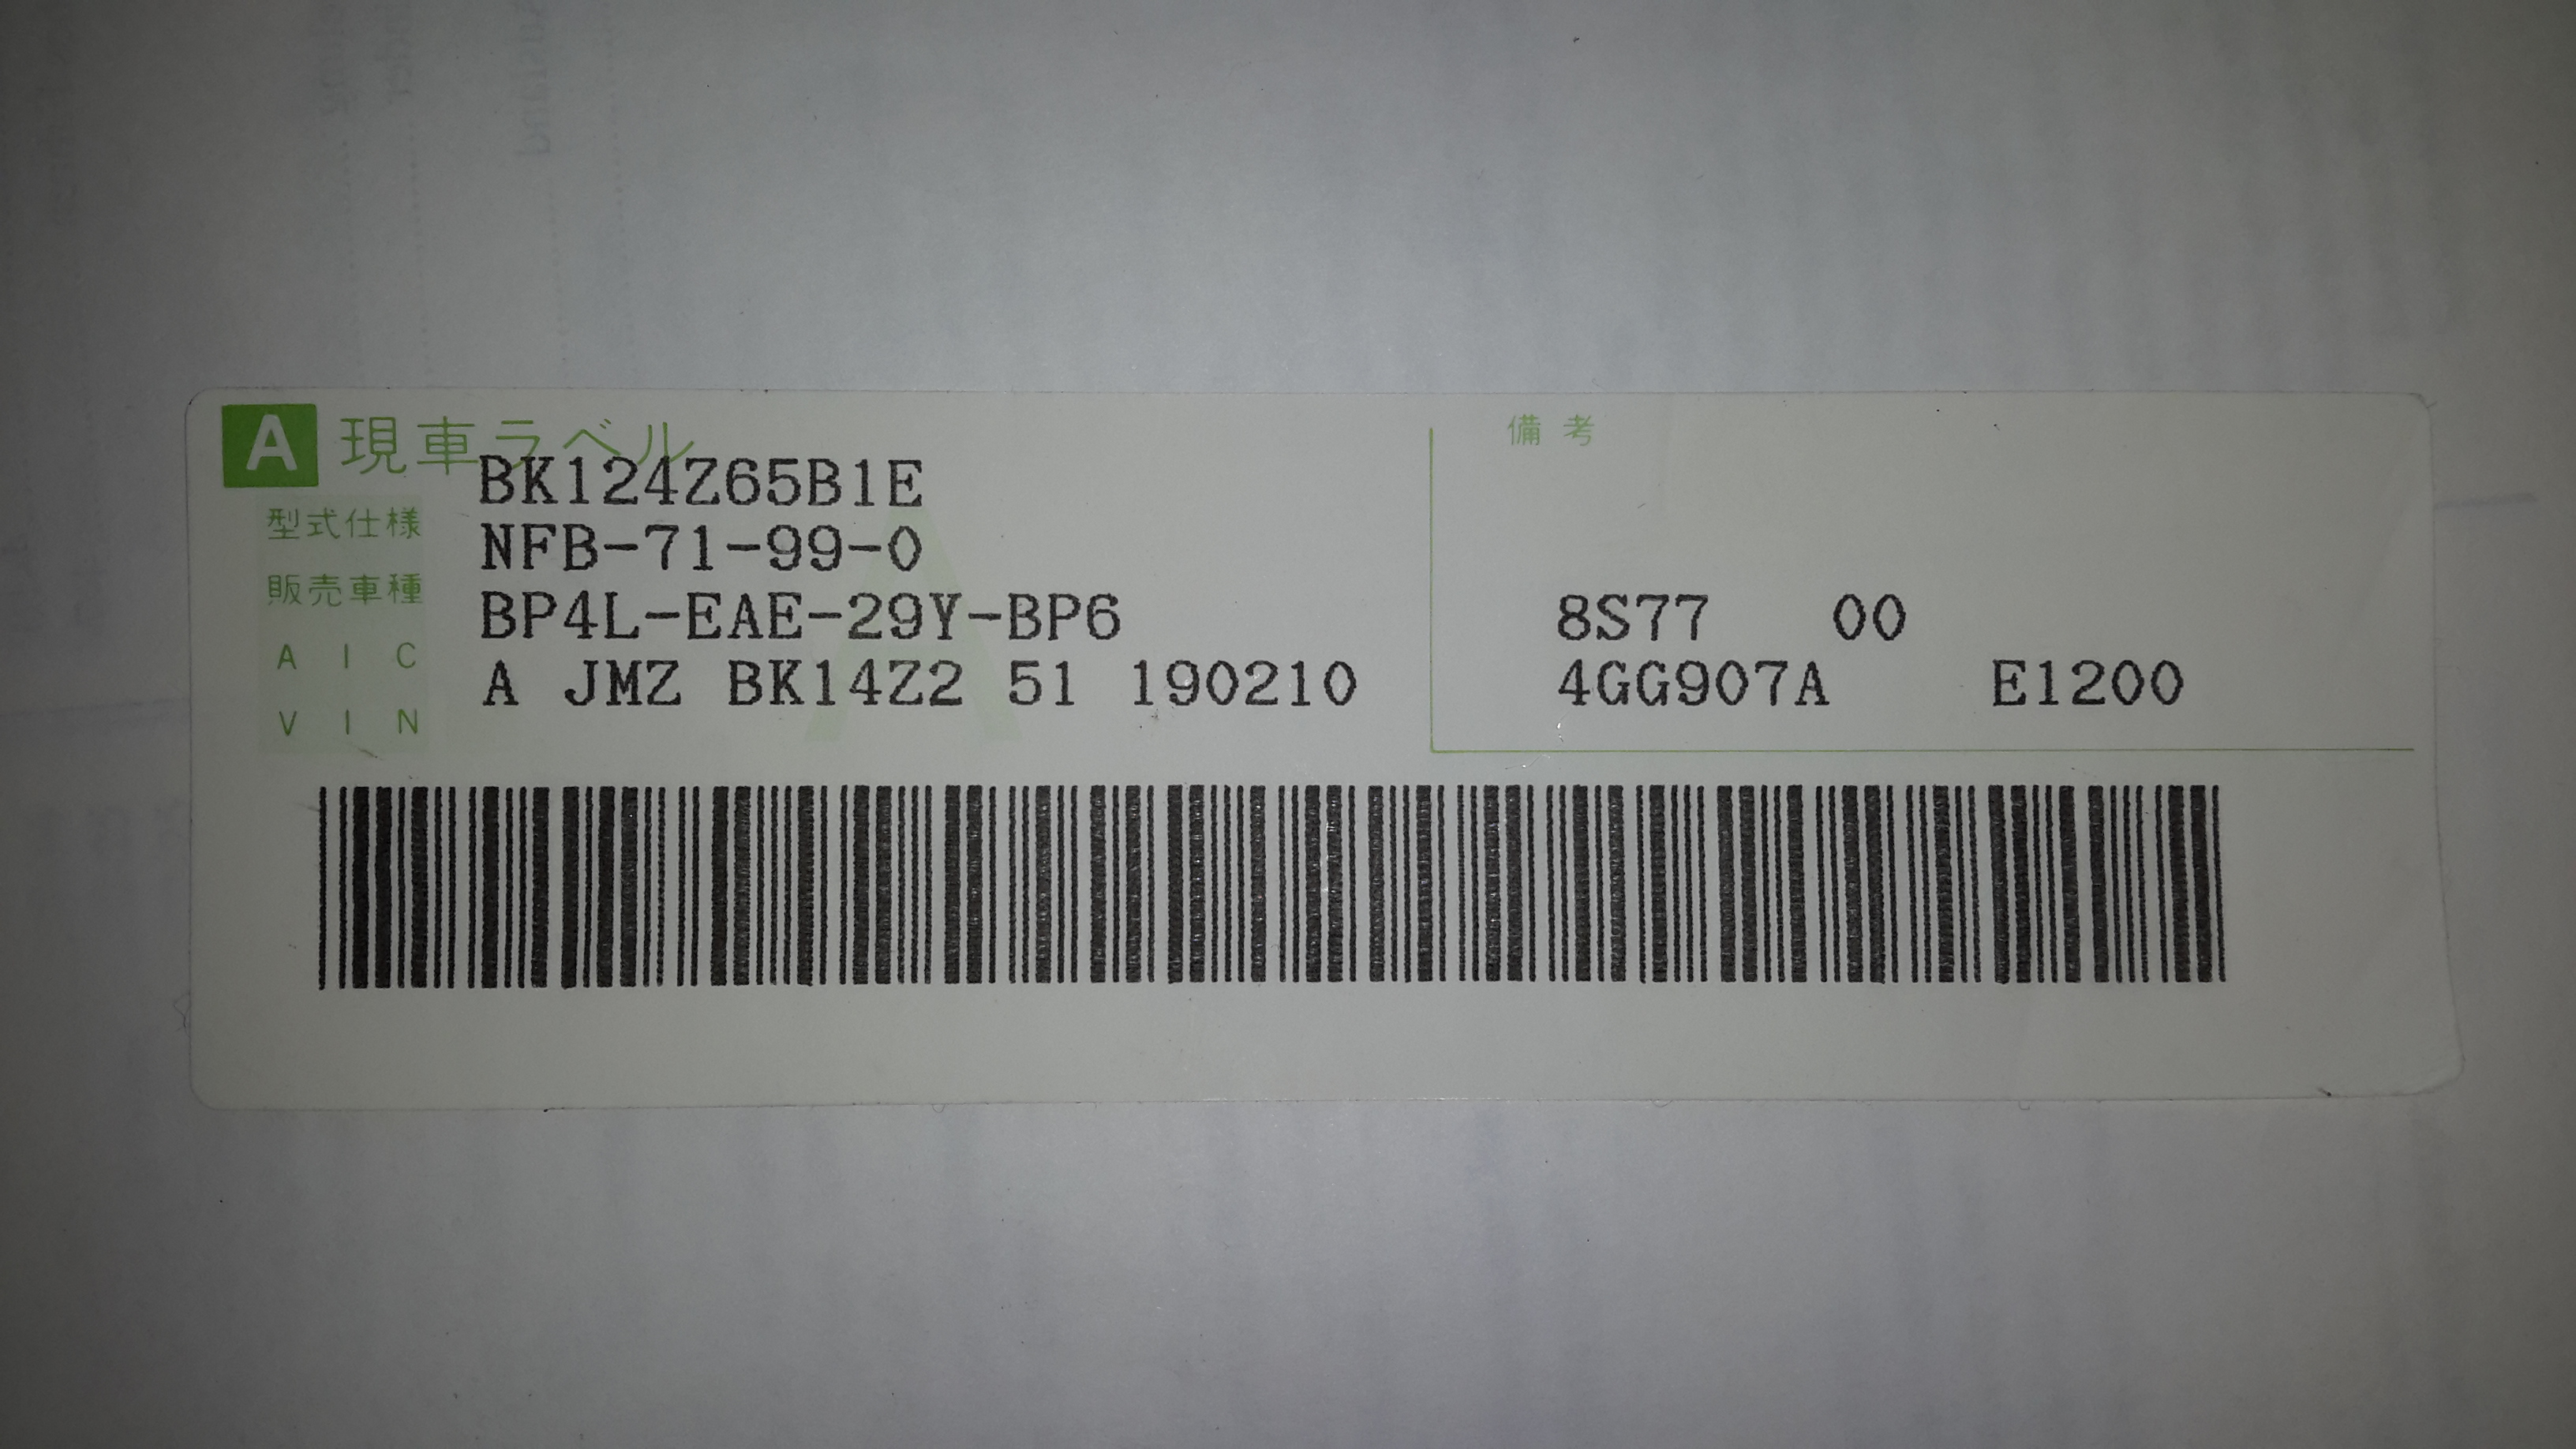 A 現車ラベル
備考
BK124Z65B1E
型式仕様
NFB-71-99-0
販売車種
BP4L-EAE-29Y-BP6 8S77 00
A I C
A JMZ BK14Z2 51 190210 4GG907A E1200
V I N